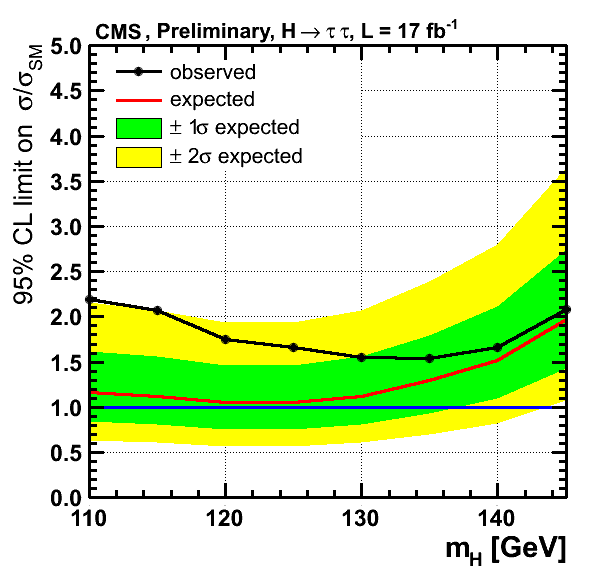 CMS , Preliminary, H → τ τ, L = 17 fb⁻¹
95% CL limit on σ/σSM
5.0
4.5
4.0
3.5
3.0
2.5
2.0
1.5
1.0
0.5
0.0
observed
expected
± 1σ expected
± 2σ expected
110 120 130 140
mH [GeV]